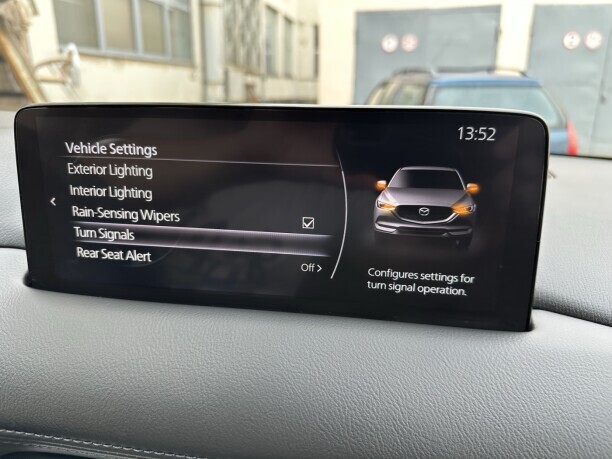 13:52
Vehicle Settings
Exterior Lighting
Interior Lighting
Rain-Sensing Wipers
Turn Signals
Rear Seat Alert
Off >
Configures settings for
turn signal operation.